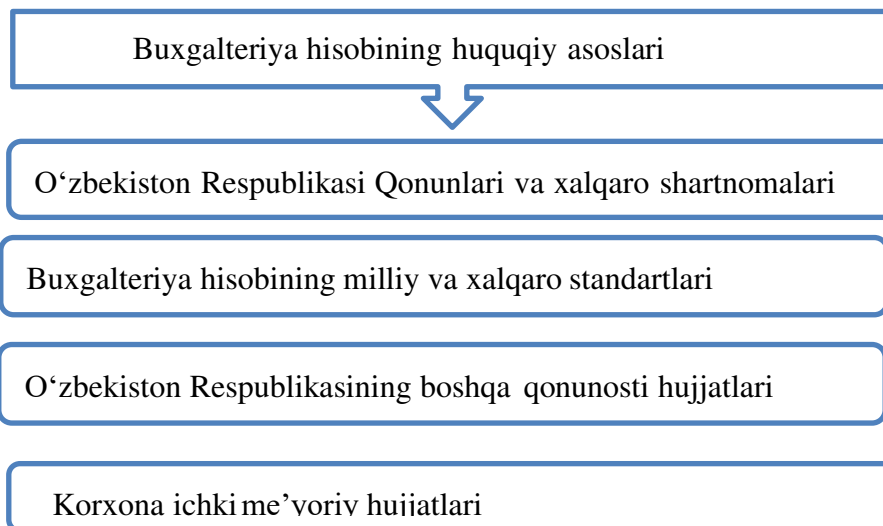 Buxgalteriya hisobining huquqiy asoslari
O‘zbekiston Respublikasi Qonunlari va xalqaro shartnomalari
Buxgalteriya hisobining milliy va xalqaro standartlari
O‘zbekiston Respublikasining boshqa qonunosti hujjatlari
Korxona ichki me’yoriy hujjatlari